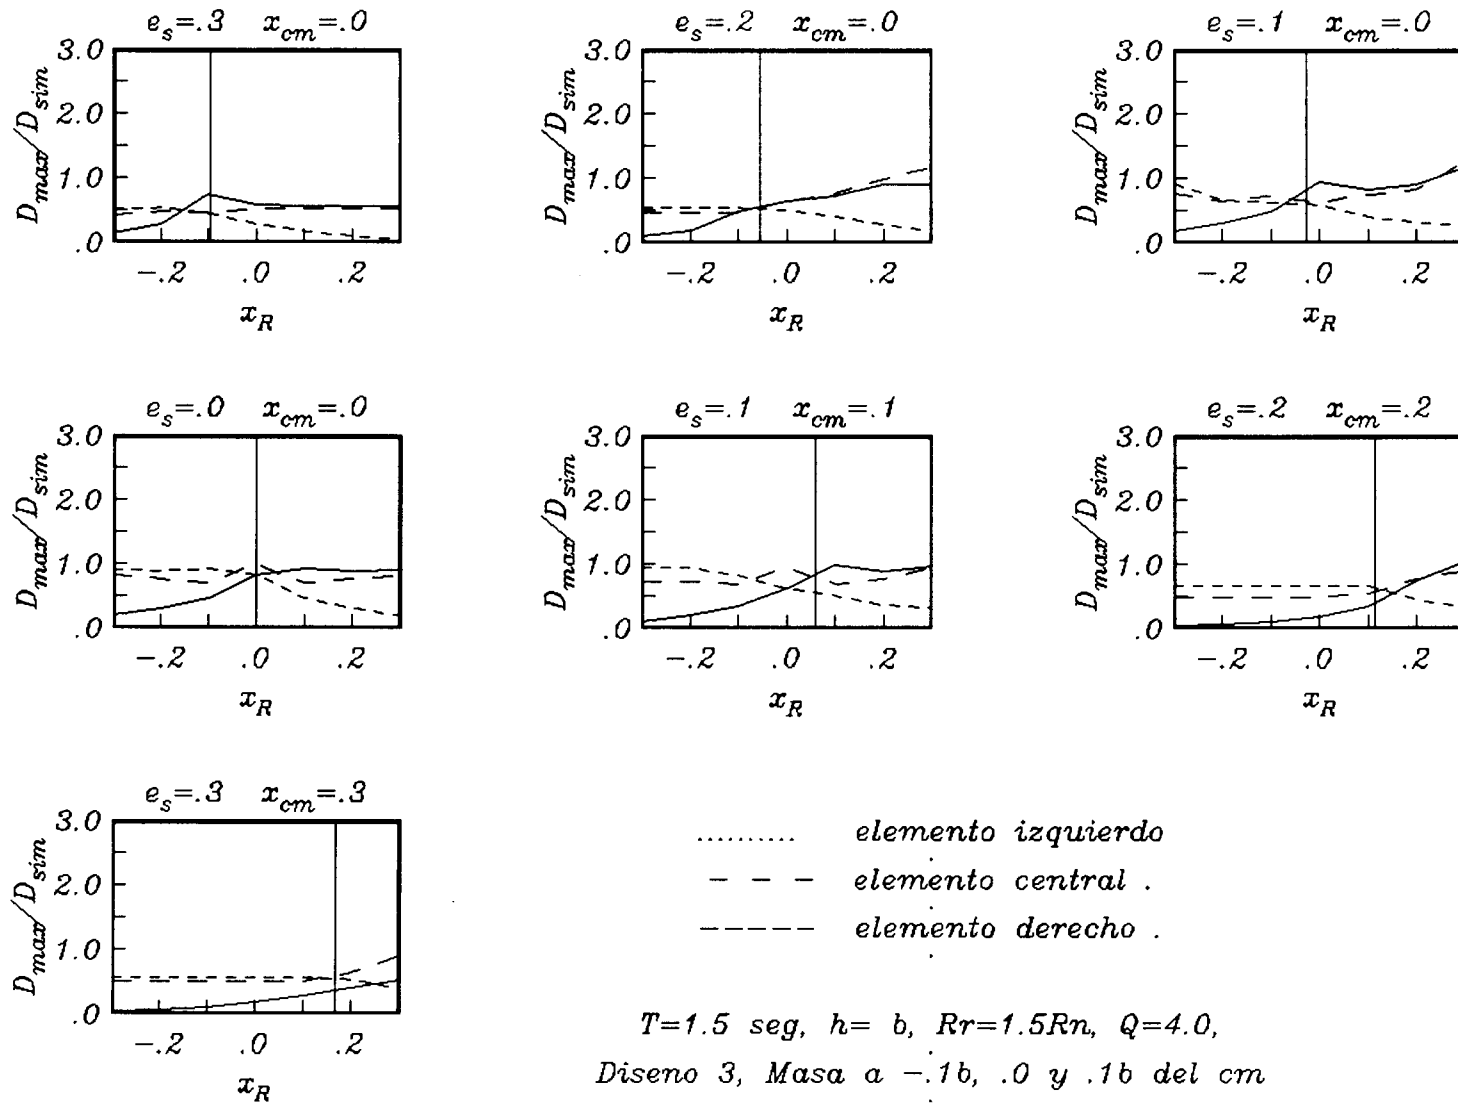 e_s=.3 x_cm=.0
3.0
2.0
1.0
.0
D_max/D_sim
-.2 .0 .2
x_R
e_s=.2 x_cm=.0
3.0
2.0
1.0
.0
D_max/D_sim
-.2 .0 .2
x_R
e_s=.1 x_cm=.0
3.0
2.0
1.0
.0
D_max/D_sim
-.2 .0 .2
x_R
e_s=.0 x_cm=.0
3.0
2.0
1.0
.0
D_max/D_sim
-.2 .0 .2
x_R
e_s=.1 x_cm=.1
3.0
2.0
1.0
.0
D_max/D_sim
-.2 .0 .2
x_R
e_s=.2 x_cm=.2
3.0
2.0
1.0
.0
D_max/D_sim
-.2 .0 .2
x_R
e_s=.3 x_cm=.3
3.0
2.0
1.0
.0
D_max/D_sim
-.2 .0 .2
x_R
elemento izquierdo
elemento central .
elemento derecho .
T=1.5 seg, h= b, Rr=1.5Rn, Q=4.0,
Diseno 3, Masa a -.1b, .0 y .1b del cm